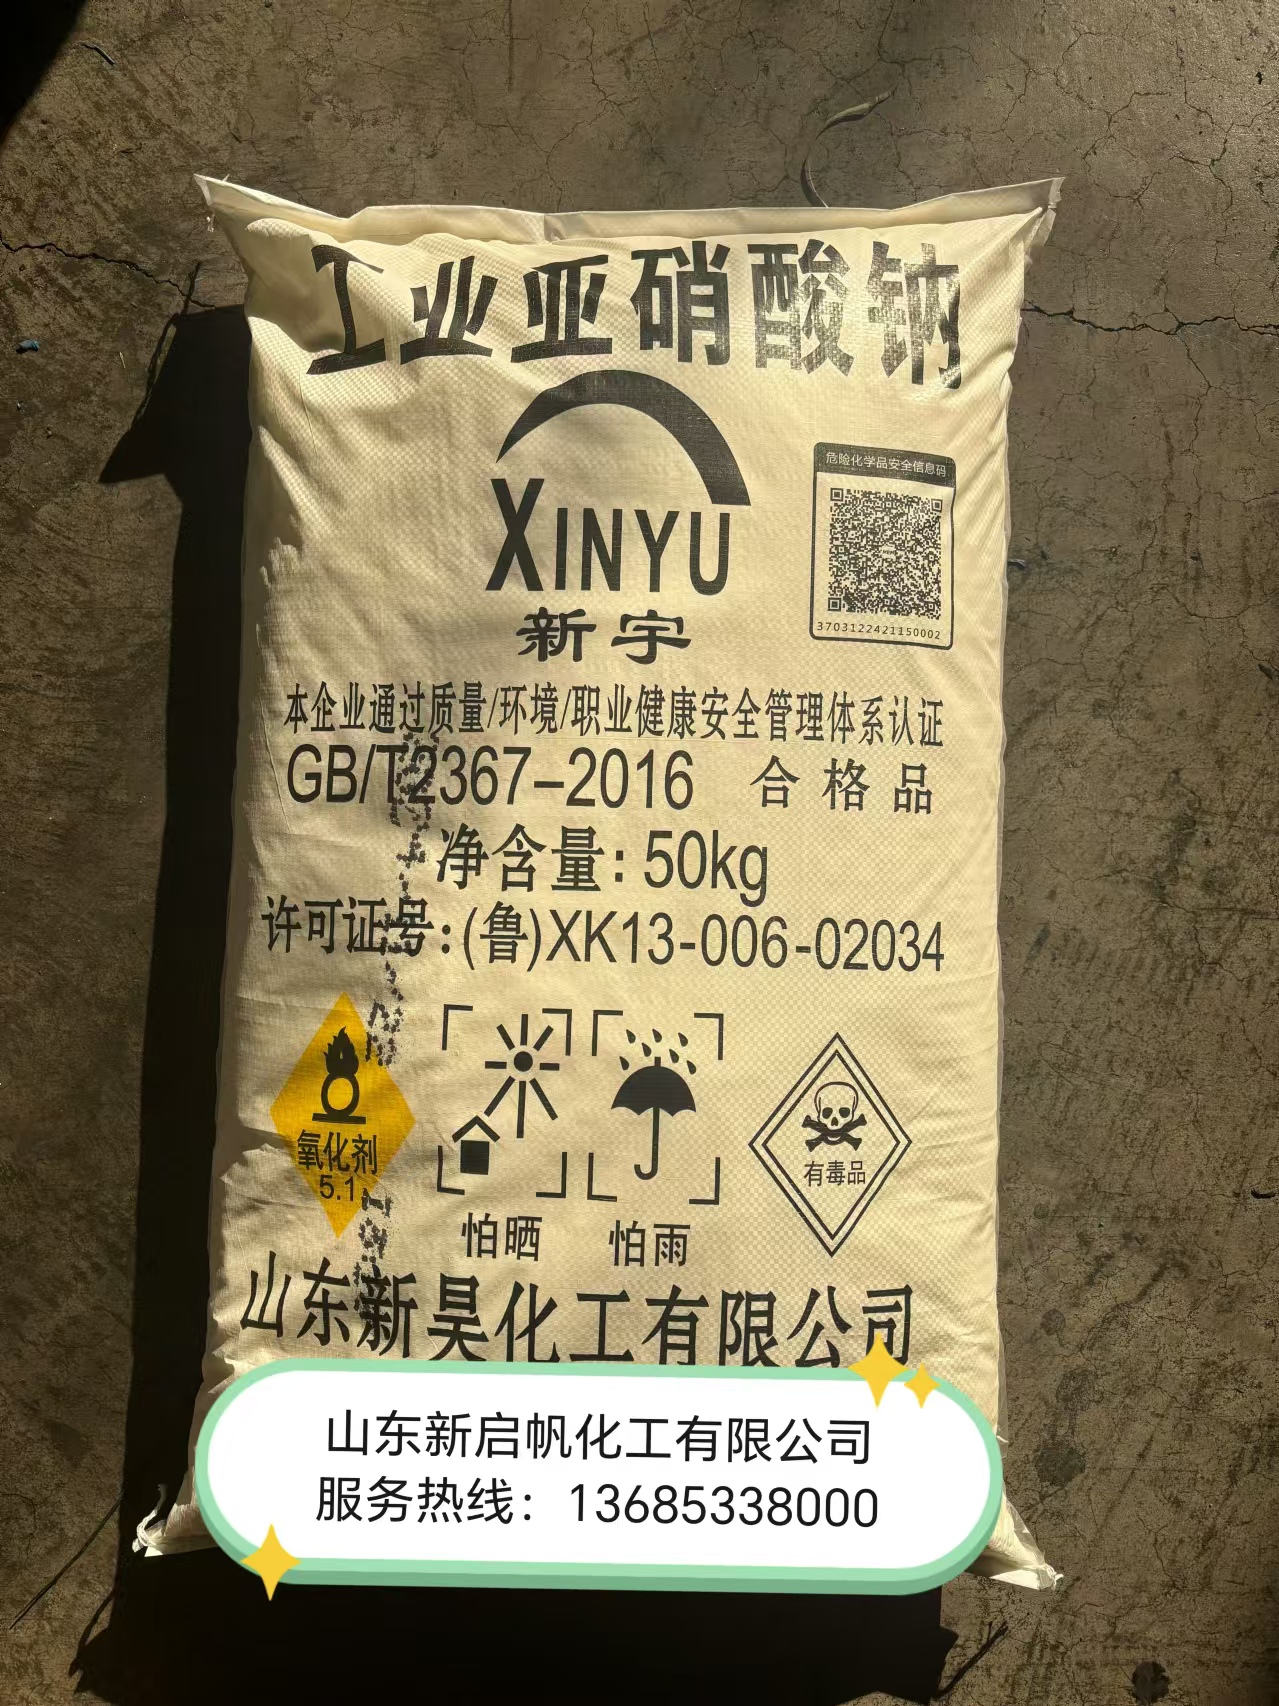 工业亚硝酸钠
危险化学品安全信息码
XINYU
新宇
3703122421150002
本企业通过质量/环境/职业健康安全管理体系认证
GB/T2367-2016 合格品
净含量:50kg
许可证号:(鲁)XK13-006-02034
氧化剂
5.1
有毒品
怕晒 怕雨
山东新昊化工有限公司
山东新启帆化工有限公司
服务热线：13685338000